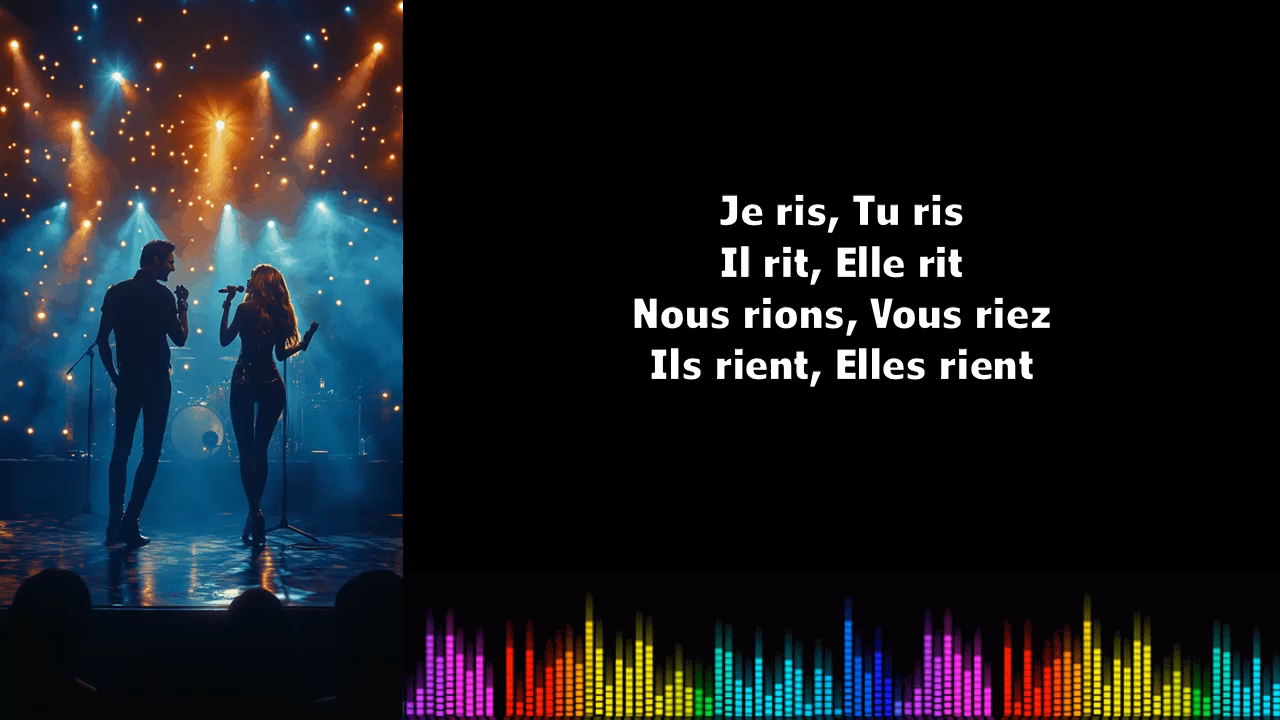 Je ris, Tu ris
Il rit, Elle rit
Nous rions, Vous riez
Ils rient, Elles rient